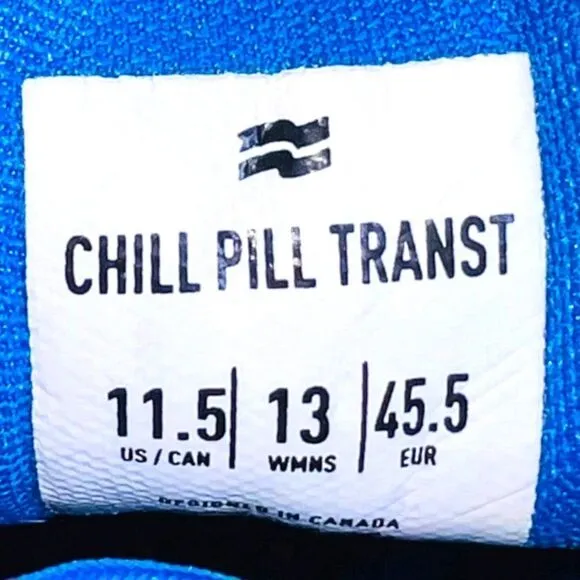 CHILL PILL TRANST
11.5 | 13 | 45.5
US / CAN WMNS EUR
DESIGNED IN CANADA